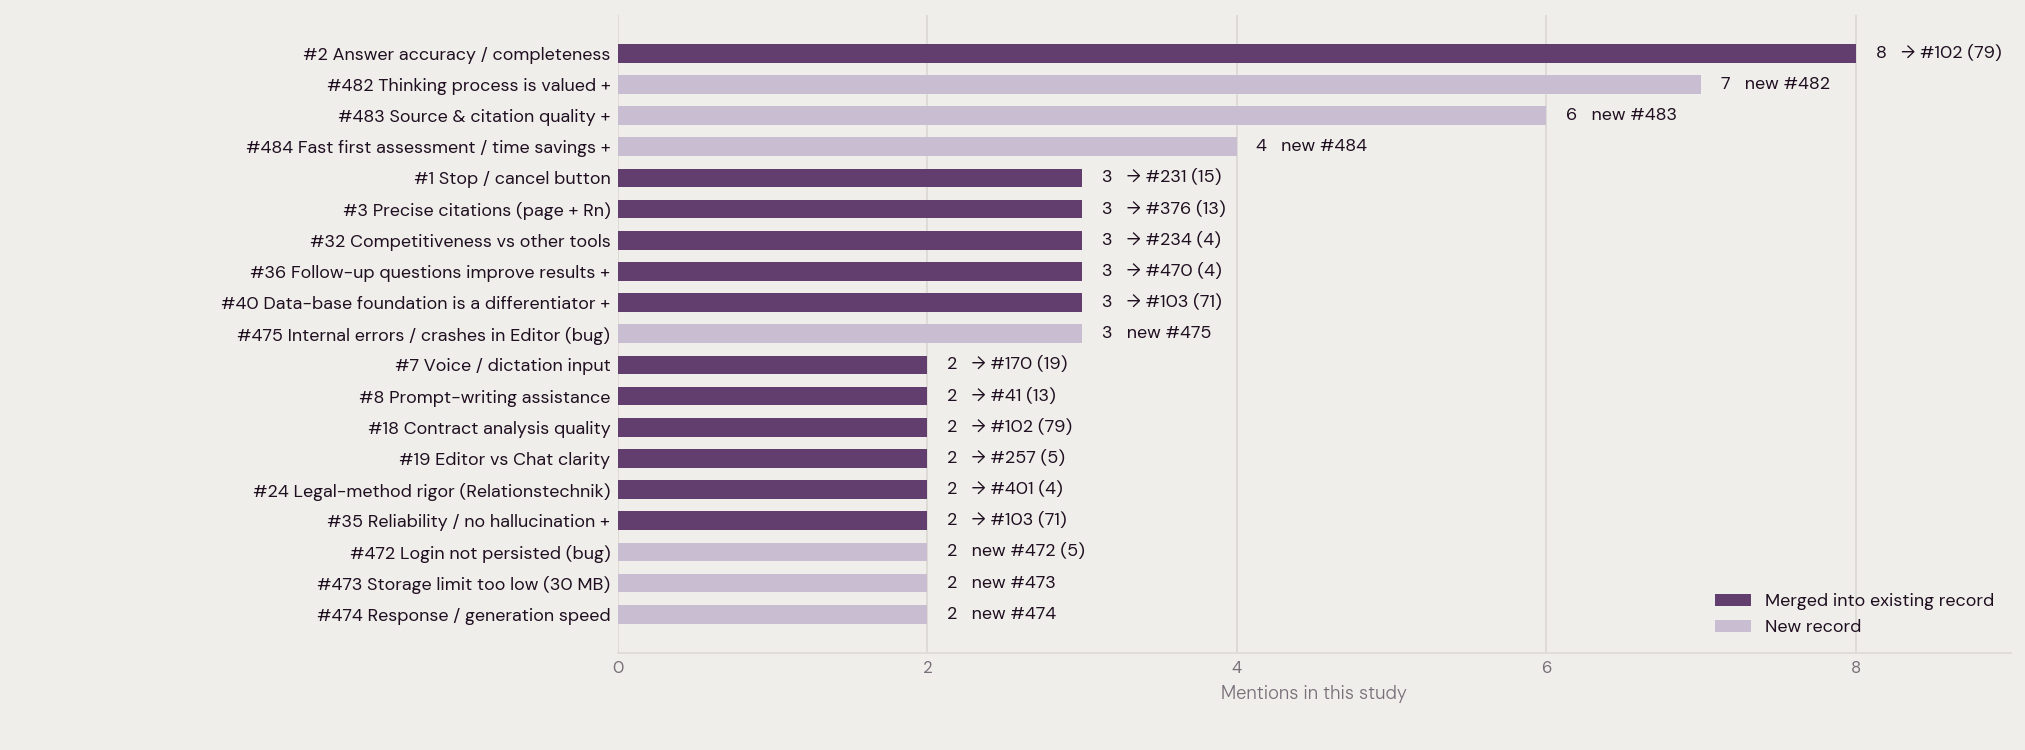 #2 Answer accuracy / completeness 8 → #102 (79)
#482 Thinking process is valued + 7 new #482
#483 Source & citation quality + 6 new #483
#484 Fast first assessment / time savings + 4 new #484
#1 Stop / cancel button 3 → #231 (15)
#3 Precise citations (page + Rn) 3 → #376 (13)
#32 Competitiveness vs other tools 3 → #234 (4)
#36 Follow-up questions improve results + 3 → #470 (4)
#40 Data-base foundation is a differentiator + 3 → #103 (71)
#475 Internal errors / crashes in Editor (bug) 3 new #475
#7 Voice / dictation input 2 → #170 (19)
#8 Prompt-writing assistance 2 → #41 (13)
#18 Contract analysis quality 2 → #102 (79)
#19 Editor vs Chat clarity 2 → #257 (5)
#24 Legal-method rigor (Relationstechnik) 2 → #401 (4)
#35 Reliability / no hallucination + 2 → #103 (71)
#472 Login not persisted (bug) 2 new #472 (5)
#473 Storage limit too low (30 MB) 2 new #473
#474 Response / generation speed 2 new #474
Merged into existing record
New record
0 2 4 6 8
Mentions in this study